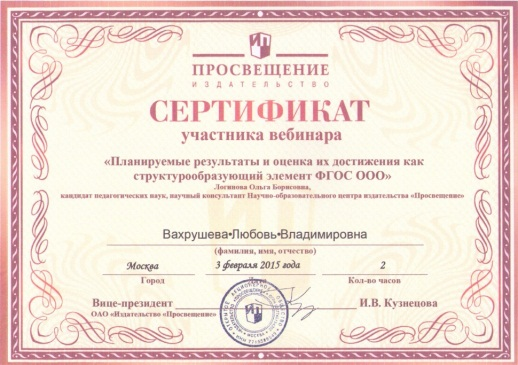 ПРОСВЕЩЕНИЕ
ИЗДАТЕЛЬСТВО
СЕРТИФИКАТ
участника вебинара
«Планируемые результаты и оценка их достижения как
структурообразующий элемент ФГОС ООО»
Логинова Ольга Борисовна,
кандидат педагогических наук, научный консультант Научно-образовательного центра издательства «Просвещение»
Вахрушева•Любовь•Владимировна
(фамилия, имя, отчество)
Москва 3 февраля 2015 года 2
Город Дата Кол-во часов
Вице-президент И.В. Кузнецова
ОАО «Издательство «Просвещение»